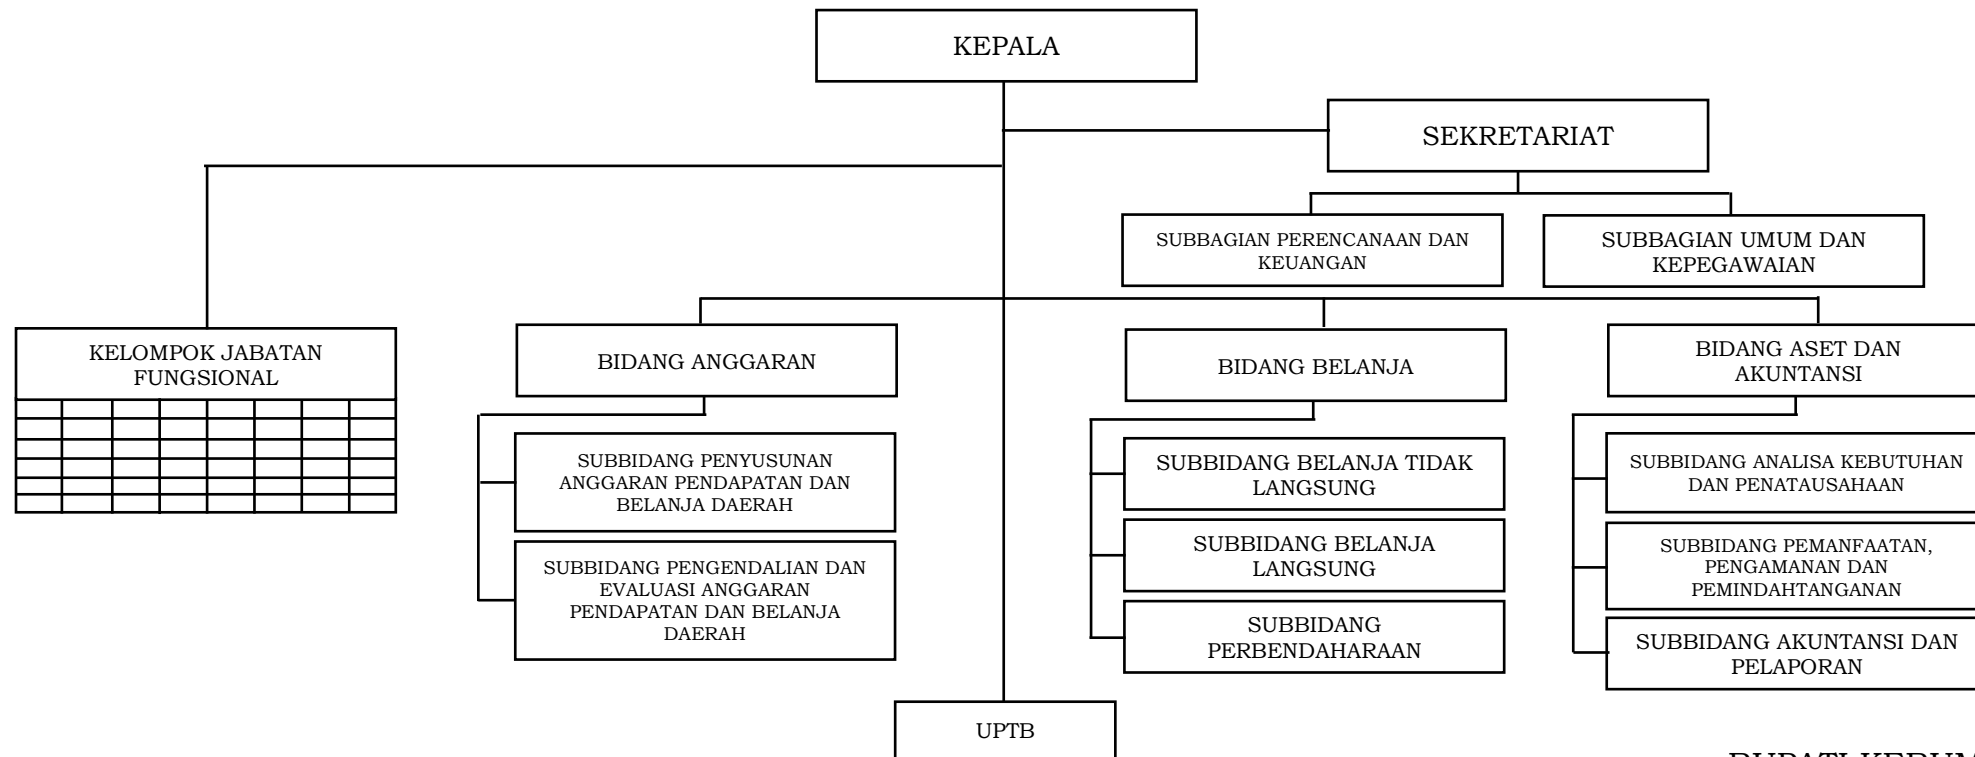 KEPALA
SEKRETARIAT
SUBBAGIAN PERENCANAAN DAN
KEUANGAN
SUBBAGIAN UMUM DAN
KEPEGAWAIAN
KELOMPOK JABATAN
FUNGSIONAL
BIDANG ANGGARAN
SUBBIDANG PENYUSUNAN
ANGGARAN PENDAPATAN DAN
BELANJA DAERAH
SUBBIDANG PENGENDALIAN DAN
EVALUASI ANGGARAN
PENDAPATAN DAN BELANJA
DAERAH
BIDANG BELANJA
SUBBIDANG BELANJA TIDAK
LANGSUNG
SUBBIDANG BELANJA
LANGSUNG
SUBBIDANG
PERBENDAHARAAN
BIDANG ASET DAN
AKUNTANSI
SUBBIDANG ANALISA KEBUTUHAN
DAN PENATAUSAHAAN
SUBBIDANG PEMANFAATAN,
PENGAMANAN DAN
PEMINDAHTANGANAN
SUBBIDANG AKUNTANSI DAN
PELAPORAN
UPTB